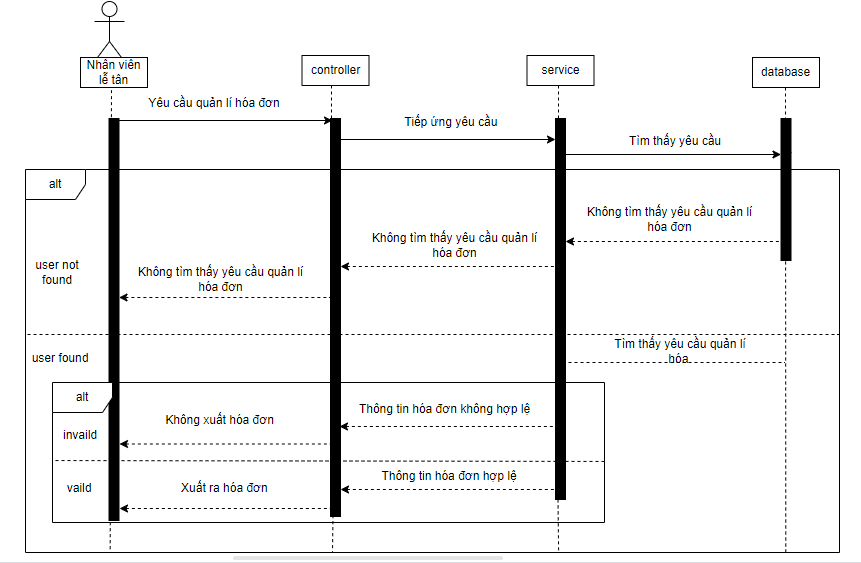 Nhân viên
lễ tân
controller
service
database
Yêu cầu quản lí hóa đơn
Tiếp ứng yêu cầu
Tìm thấy yêu cầu
alt
Không tìm thấy yêu cầu quản lí
hóa đơn
Không tìm thấy yêu cầu quản lí
hóa đơn
Không tìm thấy yêu cầu quản lí
hóa đơn
user not
found
user found
Tìm thấy yêu cầu quản lí
hóa
alt
Không xuất hóa đơn
Thông tin hóa đơn không hợp lệ
invaild
vaild
Xuất ra hóa đơn
Thông tin hóa đơn hợp lệ